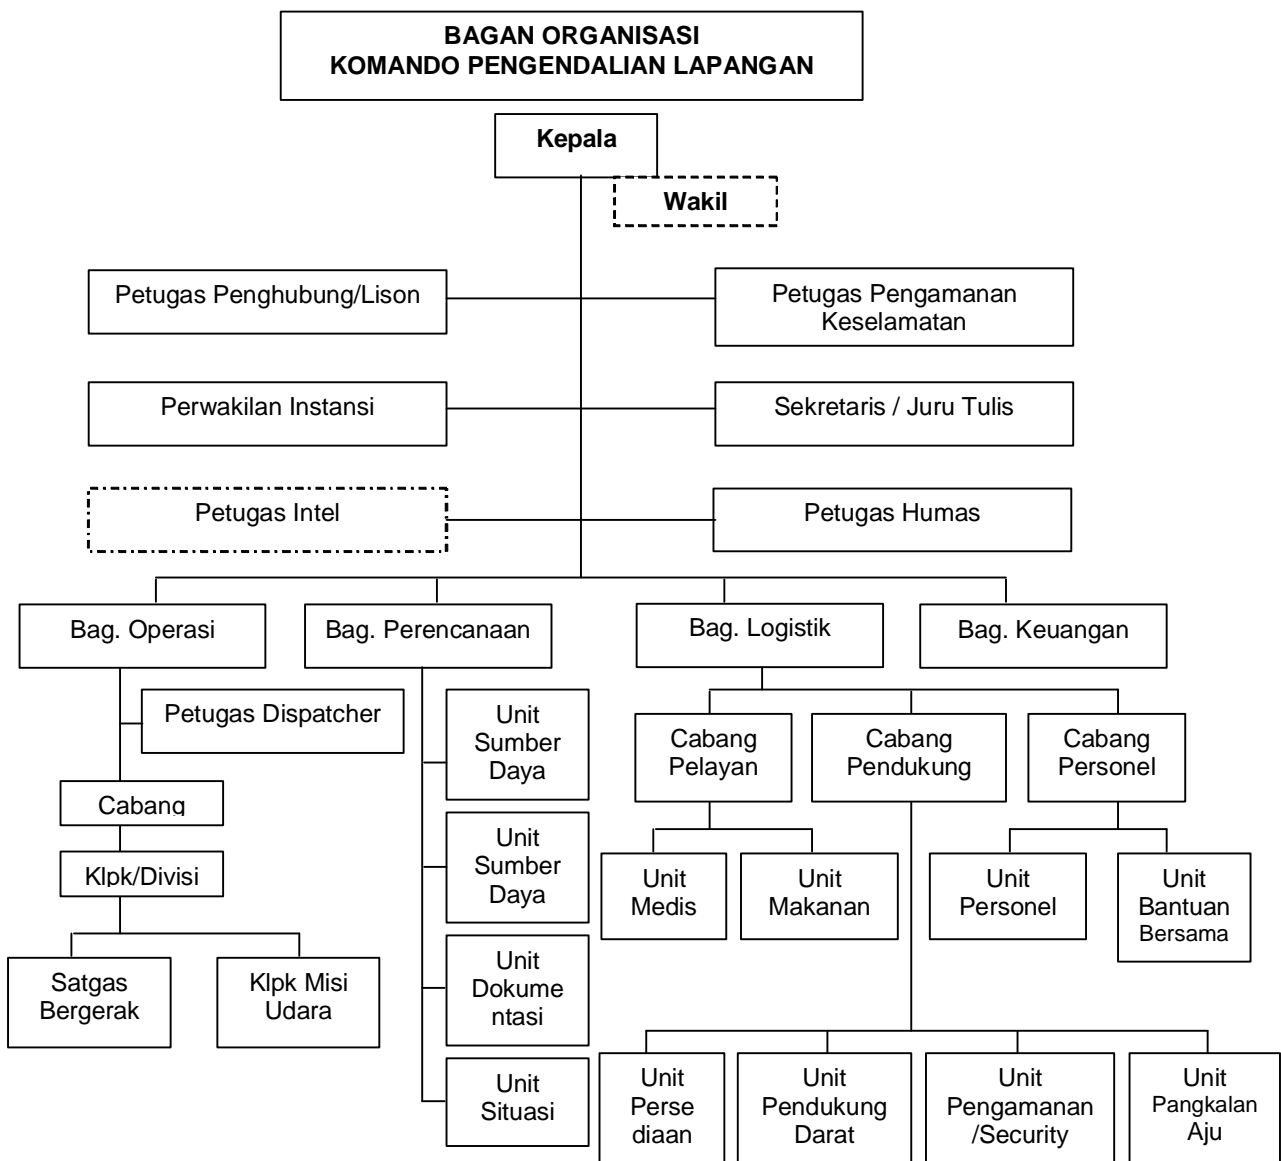 BAGAN ORGANISASI
KOMANDO PENGENDALIAN LAPANGAN
Kepala
Wakil
Petugas Penghubung/Lison
Petugas Pengamanan
Keselamatan
Perwakilan Instansi
Sekretaris / Juru Tulis
Petugas Intel
Petugas Humas
Bag. Operasi
Bag. Perencanaan
Bag. Logistik
Bag. Keuangan
Petugas Dispatcher
Cabang
Klpk/Divisi
Satgas
Bergerak
Klpk Misi
Udara
Unit
Sumber
Daya
Unit
Sumber
Daya
Unit
Dokume
ntasi
Unit
Situasi
Cabang
Pelayan
Cabang
Pendukung
Cabang
Personel
Unit
Medis
Unit
Makanan
Unit
Personel
Unit
Bantuan
Bersama
Unit
Perse
diaan
Unit
Pendukung
Darat
Unit
Pengamanan
/Security
Unit
Pangkalan
Aju